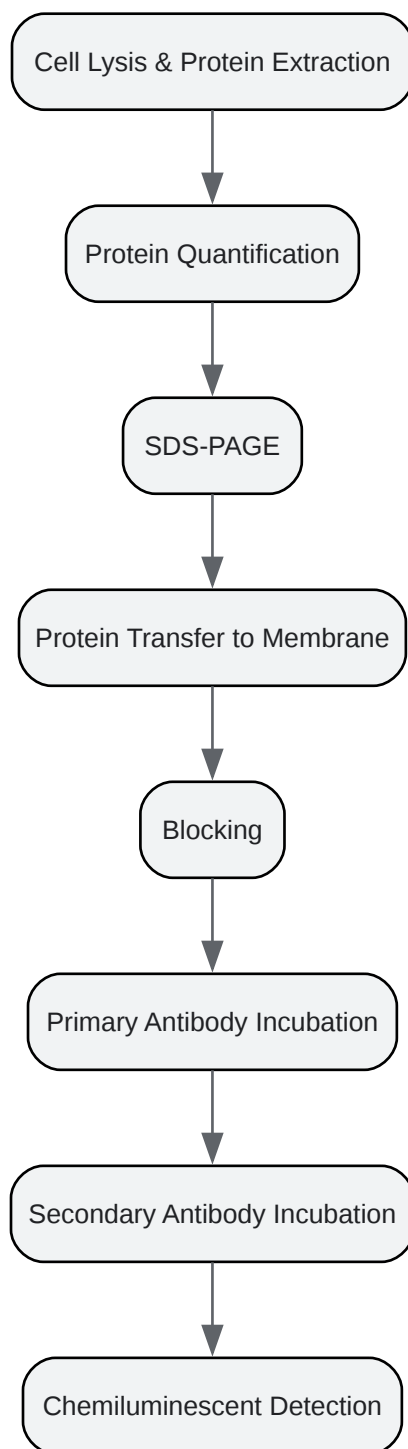 Cell Lysis & Protein Extraction
Protein Quantification
SDS-PAGE
Protein Transfer to Membrane
Blocking
Primary Antibody Incubation
Secondary Antibody Incubation
Chemiluminescent Detection